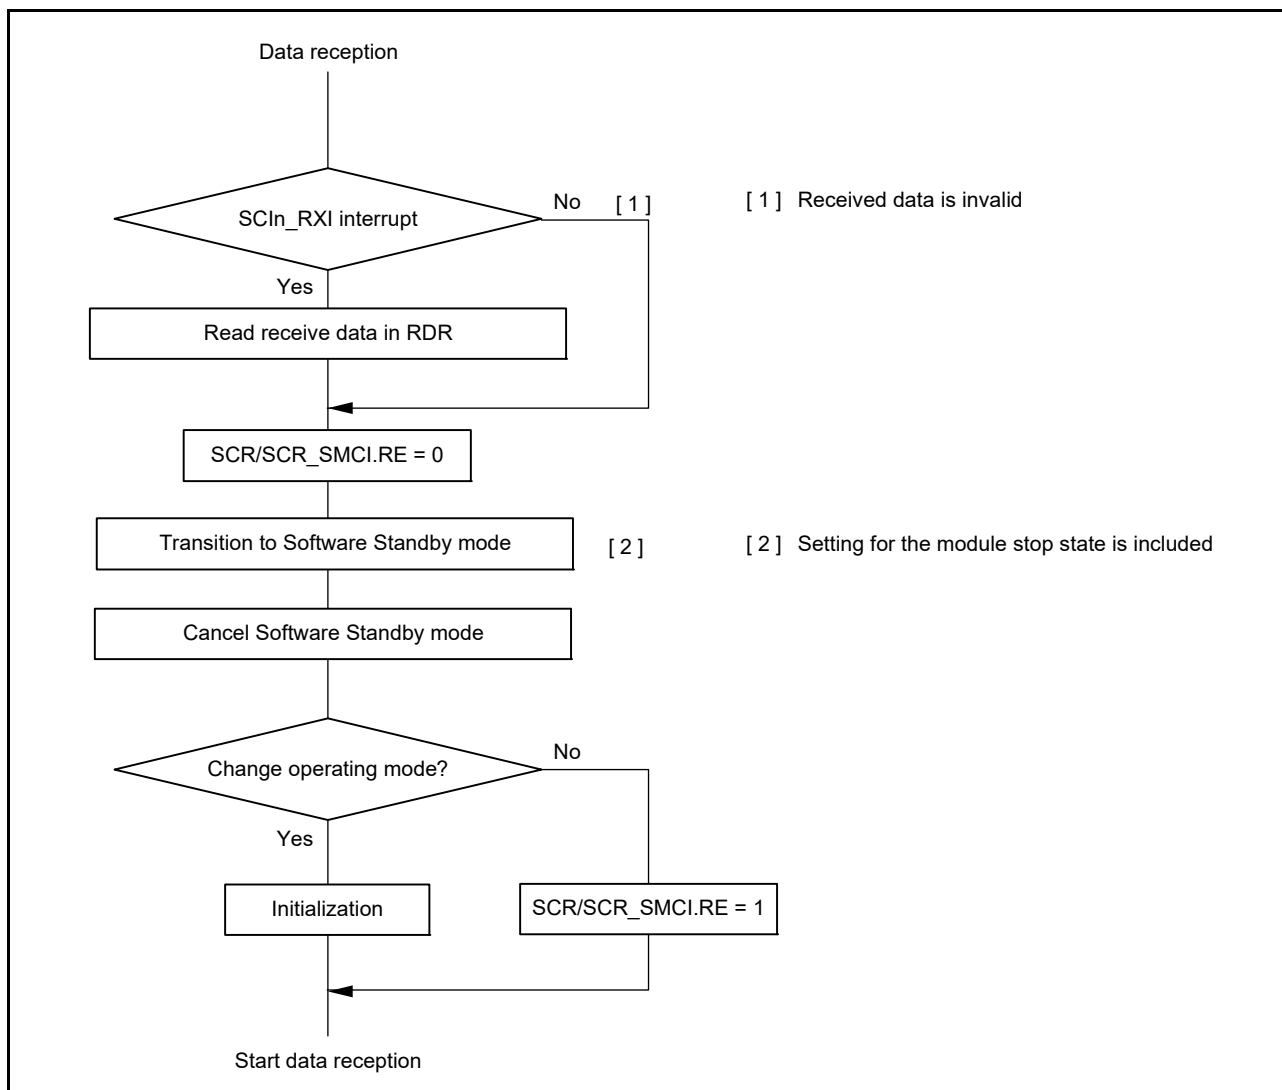 Data reception
SCIn_RXI interrupt
No [ 1 ]
[ 1 ] Received data is invalid
Yes
Read receive data in RDR
SCR/SCR_SMCI.RE = 0
Transition to Software Standby mode
[ 2 ]
[ 2 ] Setting for the module stop state is included
Cancel Software Standby mode
Change operating mode?
No
Yes
Initialization
SCR/SCR_SMCI.RE = 1
Start data reception